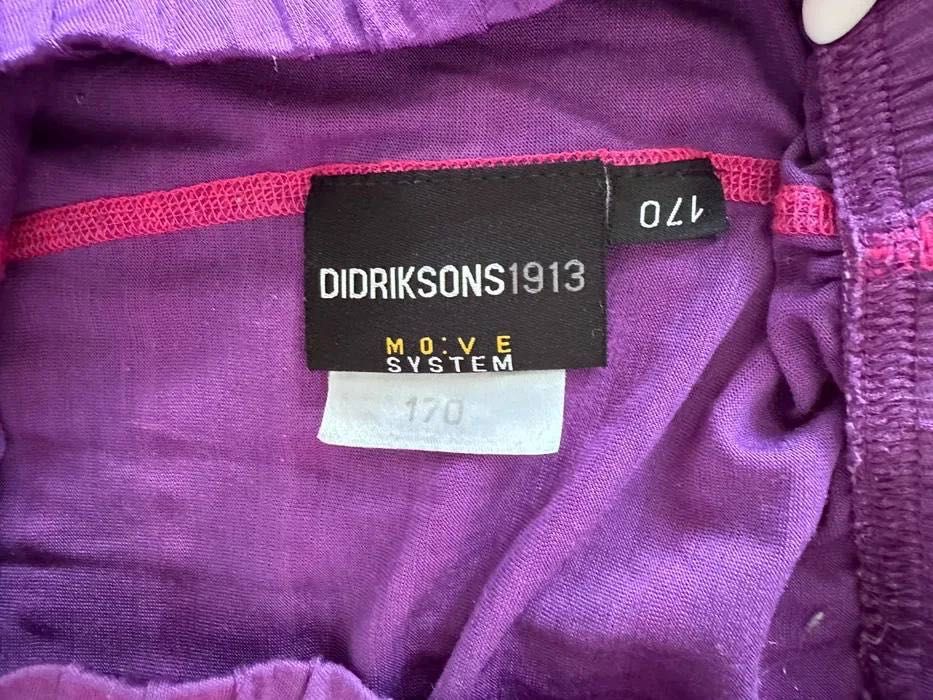 DIDRIKSONS1913
MO:VE
SYSTEM
170
170